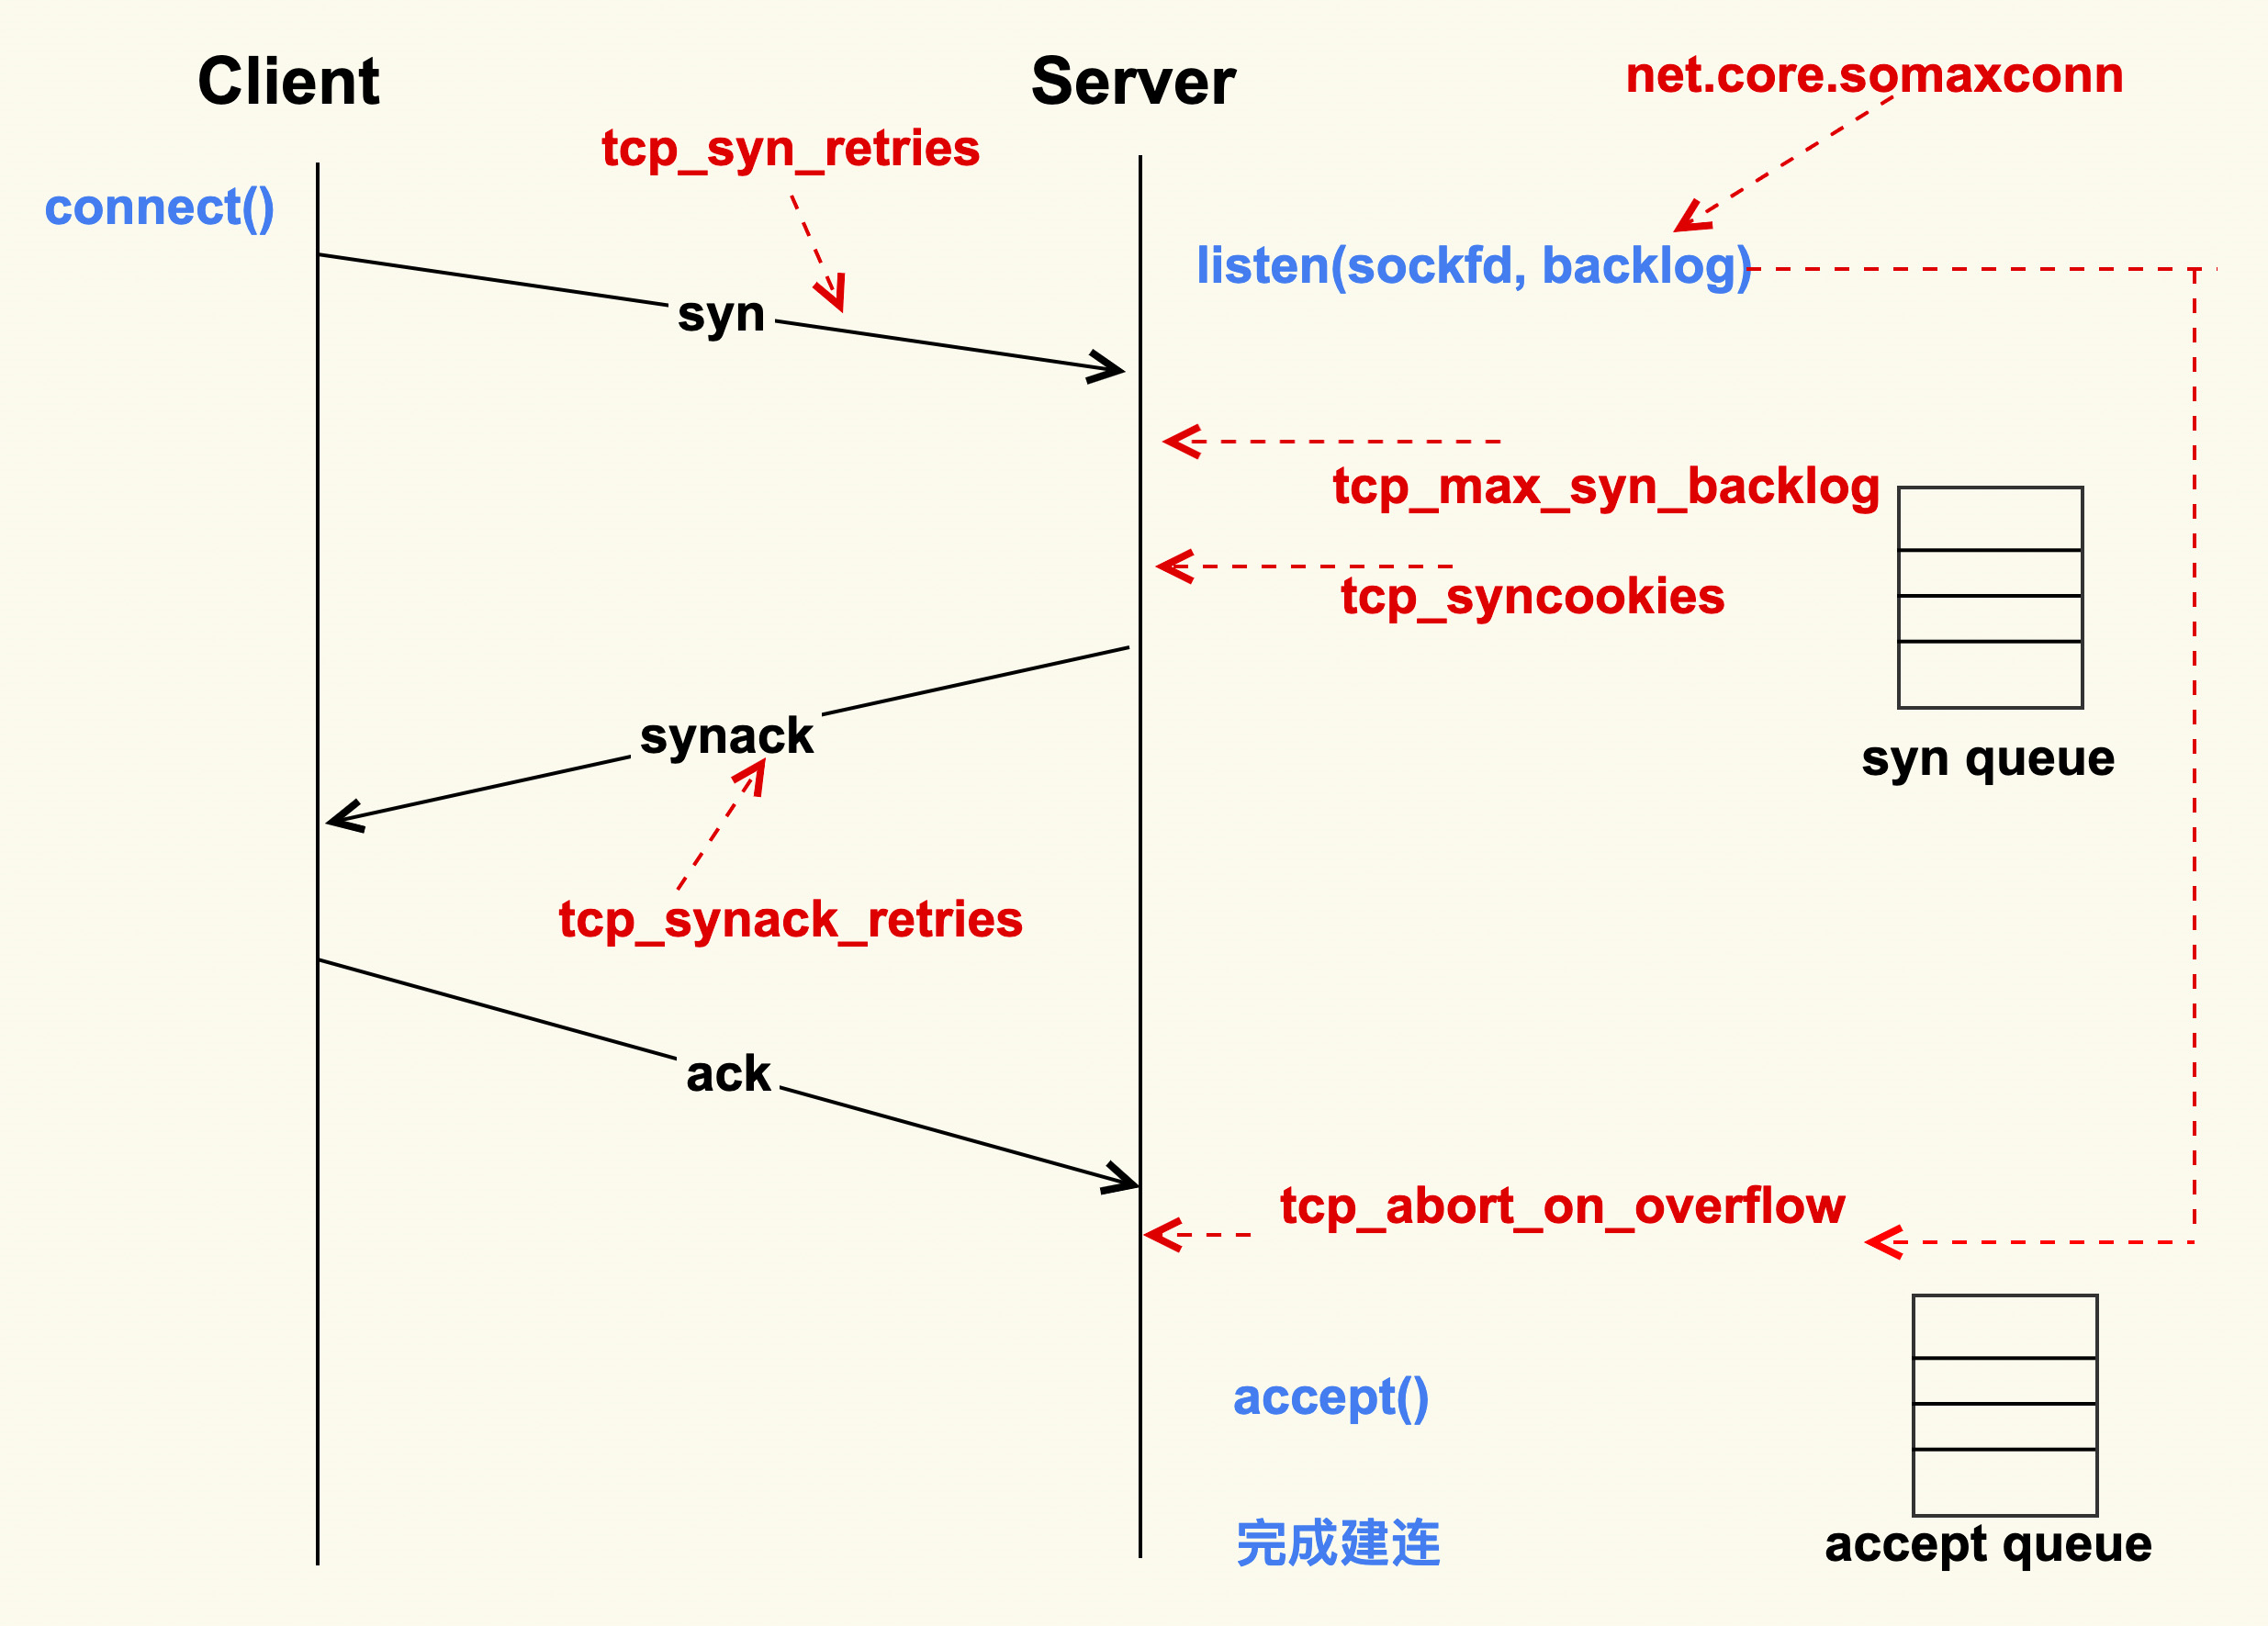 Client
Server
net.core.somaxconn
tcp_syn_retries
connect()
listen(sockfd, backlog)
syn
tcp_max_syn_backlog
tcp_syncookies
synack
syn queue
tcp_synack_retries
ack
tcp_abort_on_overflow
accept()
完成建连
accept queue